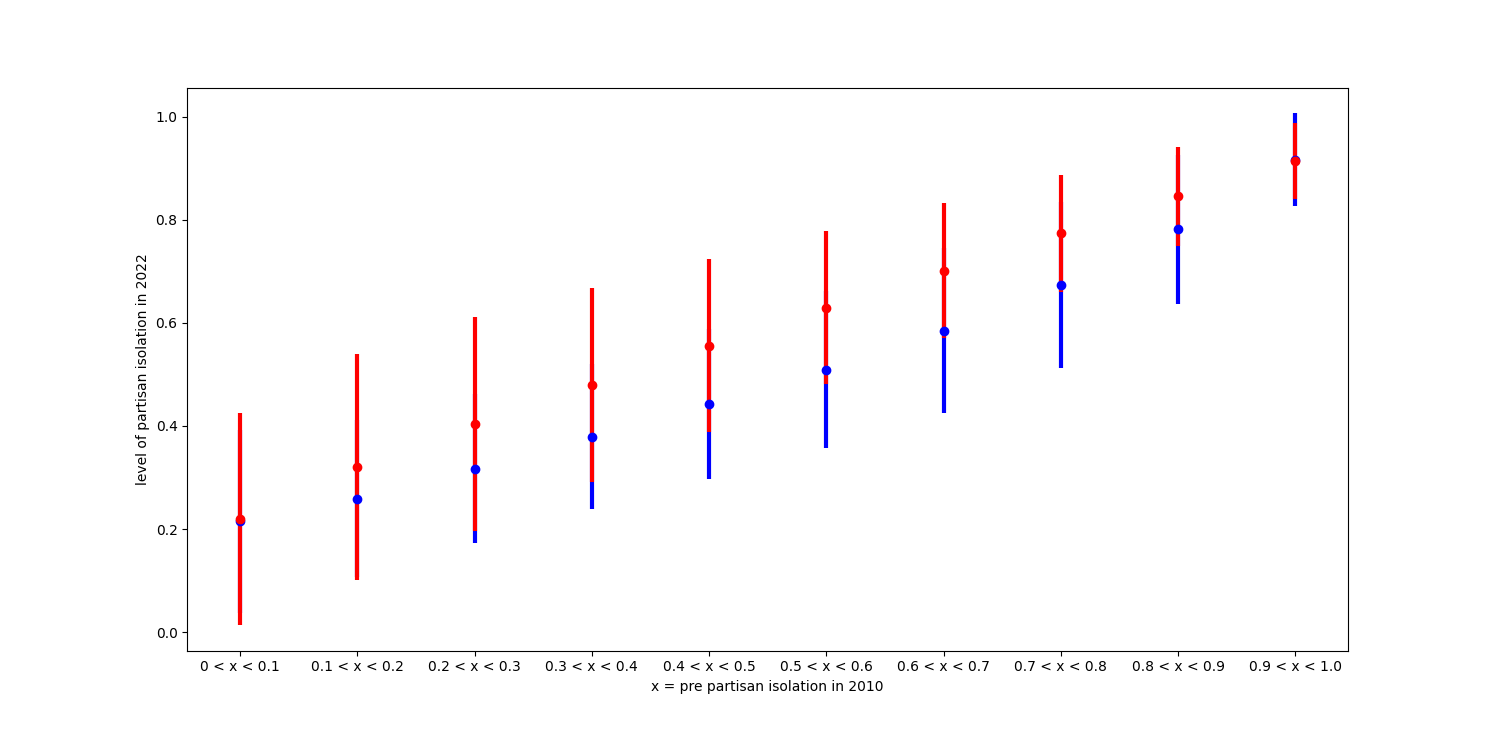 level of partisan isolation in 2022
1.0
0.8
0.6
0.4
0.2
0.0
0 < x < 0.1 0.1 < x < 0.2 0.2 < x < 0.3 0.3 < x < 0.4 0.4 < x < 0.5 0.5 < x < 0.6 0.6 < x < 0.7 0.7 < x < 0.8 0.8 < x < 0.9 0.9 < x < 1.0
x = pre partisan isolation in 2010